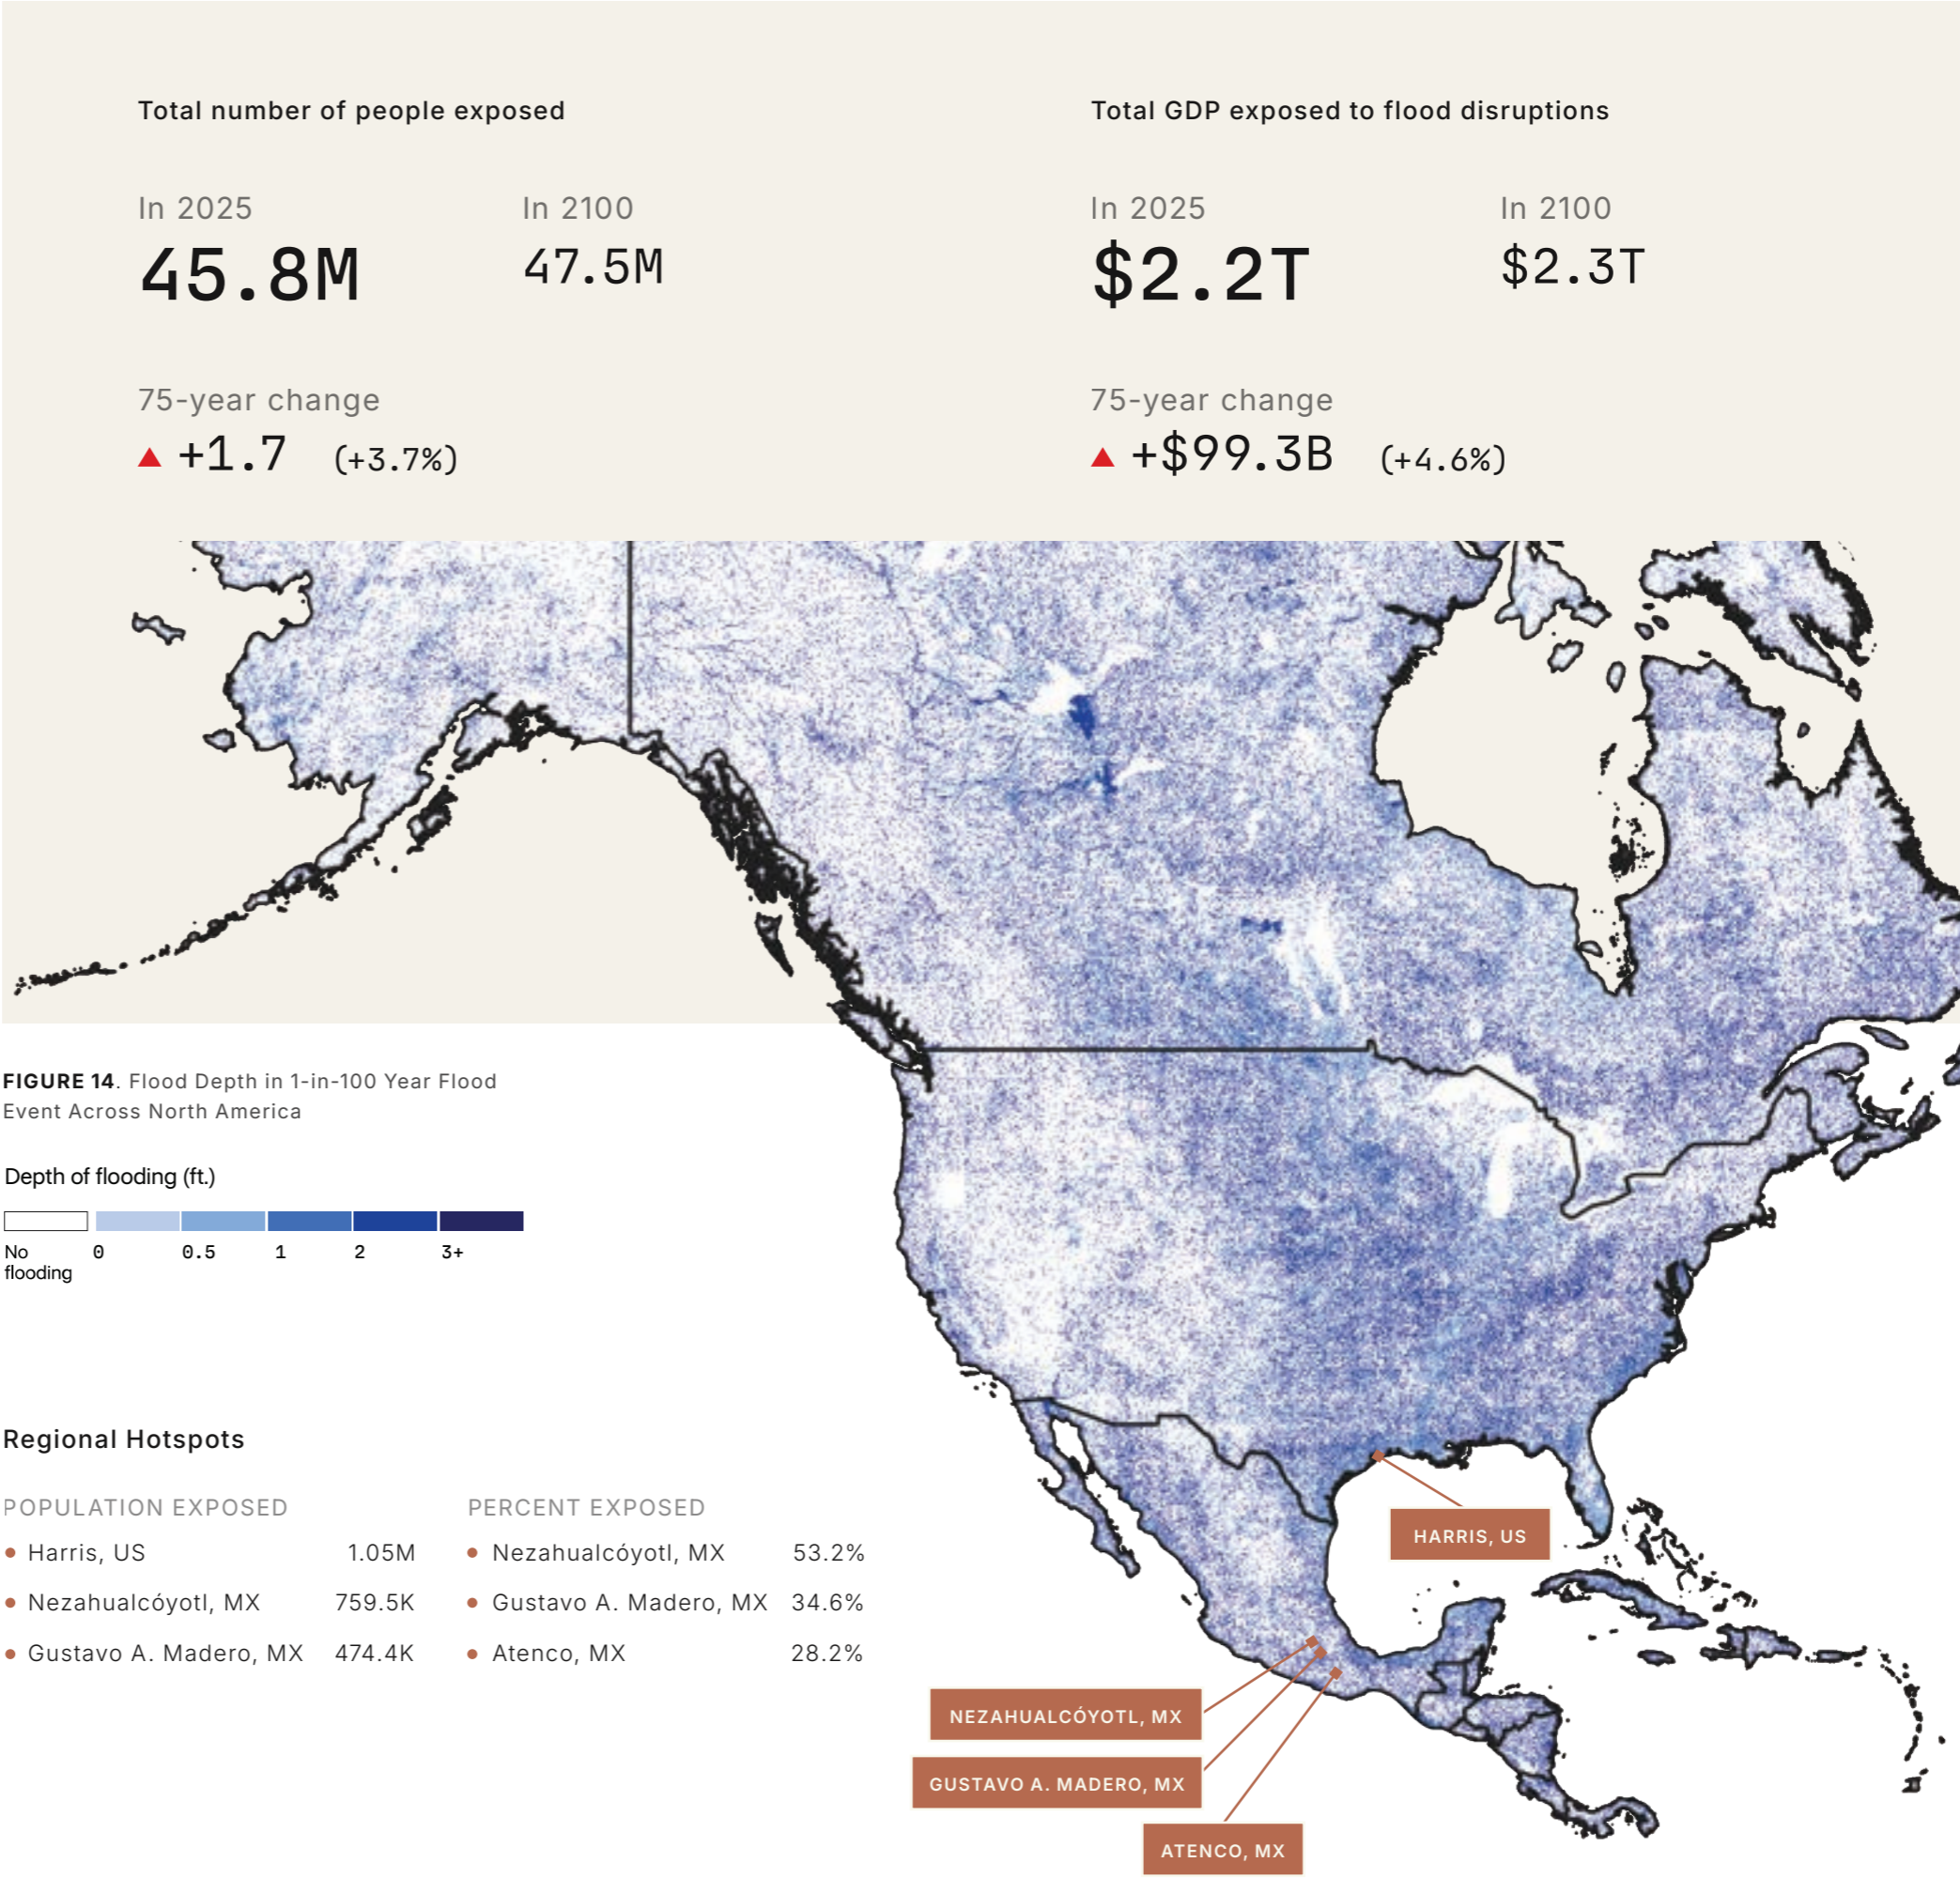 Total number of people exposed
In 2025
45.8M
In 2100
47.5M
75-year change
+1.7 (+3.7%)
Total GDP exposed to flood disruptions
In 2025
$2.2T
In 2100
$2.3T
75-year change
+$99.3B (+4.6%)
FIGURE 14. Flood Depth in 1-in-100 Year Flood
Event Across North America
Depth of flooding (ft.)
No
flooding
0 0.5 1 2 3+
Regional Hotspots
POPULATION EXPOSED
Harris, US 1.05M
Nezahualcóyotl, MX 759.5K
Gustavo A. Madero, MX 474.4K
PERCENT EXPOSED
Nezahualcóyotl, MX 53.2%
Gustavo A. Madero, MX 34.6%
Atenco, MX 28.2%
HARRIS, US
NEZAHUALCÓYOTL, MX
GUSTAVO A. MADERO, MX
ATENCO, MX